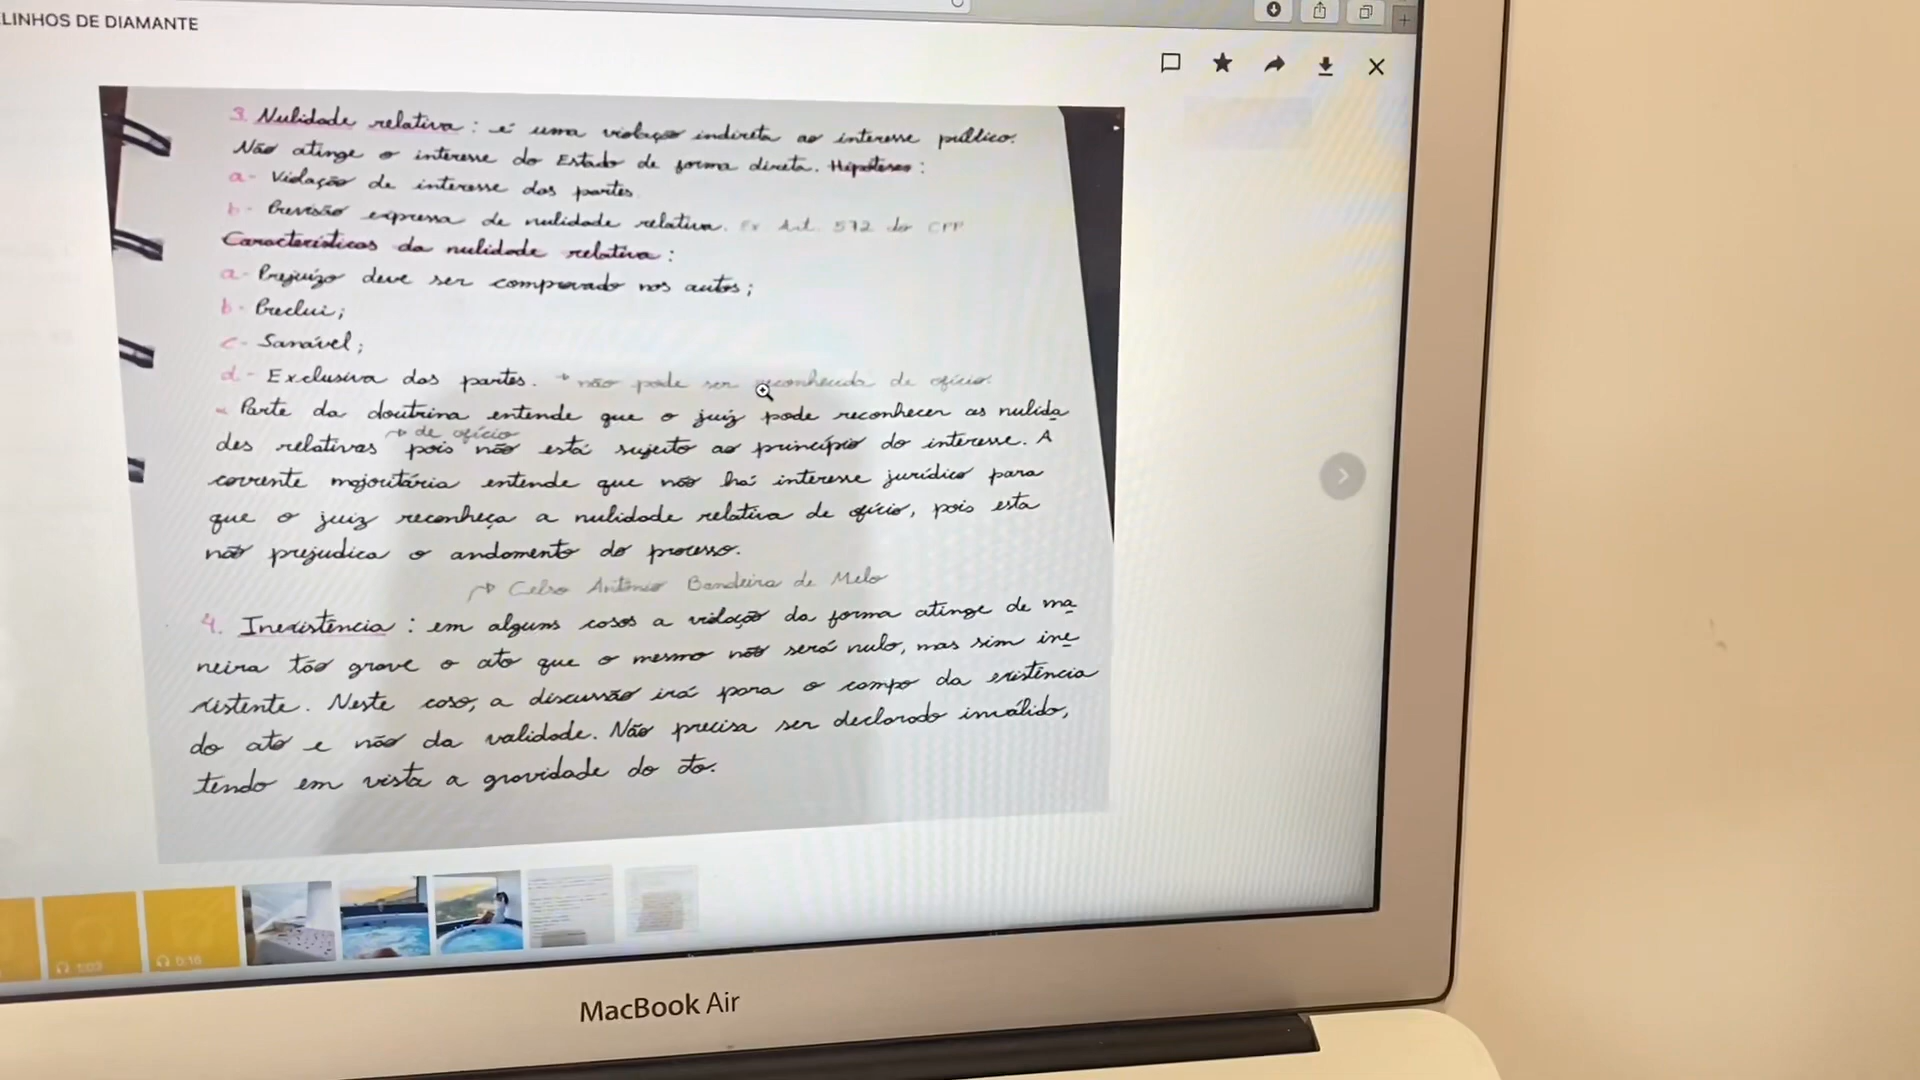 LINHOS DE DIAMANTE
3. Nulidade relativa : é uma violação indireta ao interesse público.
Não atinge o interesse do Estado de forma direta. Hipóteses :
a- Violação de interesse das partes.
b- Previsão expressa de nulidade relativa. Ex Art. 572 do CPP
Características da nulidade relativa :
a- Prejuízo deve ser comprovado nos autos ;
b- Preclui ;
c- Sanável ;
d- Exclusiva das partes. → não pode ser reconhecida de ofício.
- Parte da doutrina entende que o juiz pode reconhecer as nulida
→ de ofício
des relativas pois não está sujeito ao princípio do interesse. A
corrente majoritária entende que não há interesse jurídico para
que o juiz reconheça a nulidade relativa de ofício, pois esta
não prejudica o andamento do processo.
→ Celso Antônio Bandeira de Melo
4. Inexistência : em alguns casos a violação da forma atinge de ma
neira tão grave o ato que o mesmo não será nulo, mas sim ine
xistente. Neste caso, a discussão irá para o campo da existência
do ato e não da validade. Não precisa ser declarado inválido,
tendo em vista a gravidade do ato.
1:03
0:16
MacBook Air